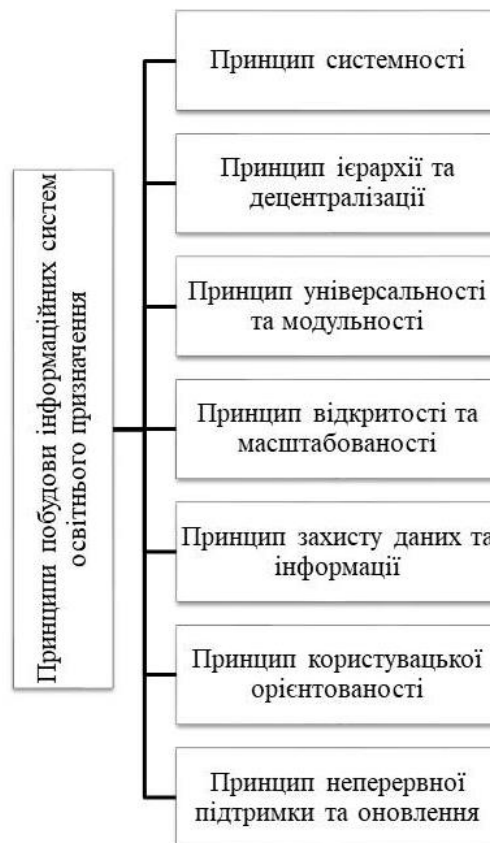 Принципи побудови інформаційних систем
освітнього призначення
Принцип системності
Принцип ієрархії та
децентралізації
Принцип універсальності
та модульності
Принцип відкритості та
масштабованості
Принцип захисту даних та
інформації
Принцип користувацької
орієнтованості
Принцип неперервної
підтримки та оновлення